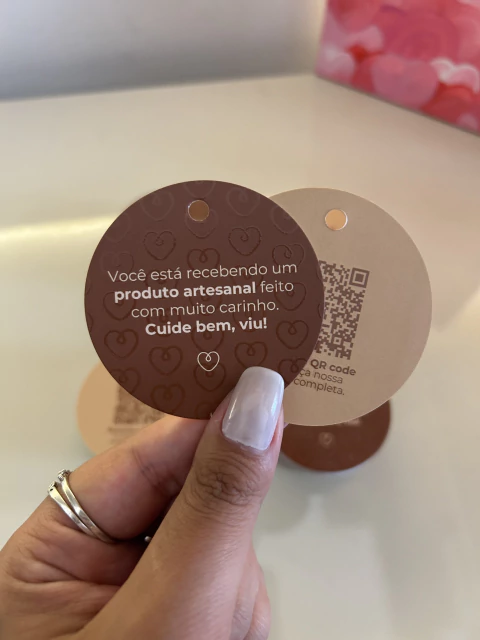 Você está recebendo um
produto artesanal feito
com muito carinho.
Cuide bem, viu!
QR code
nossa
completa.